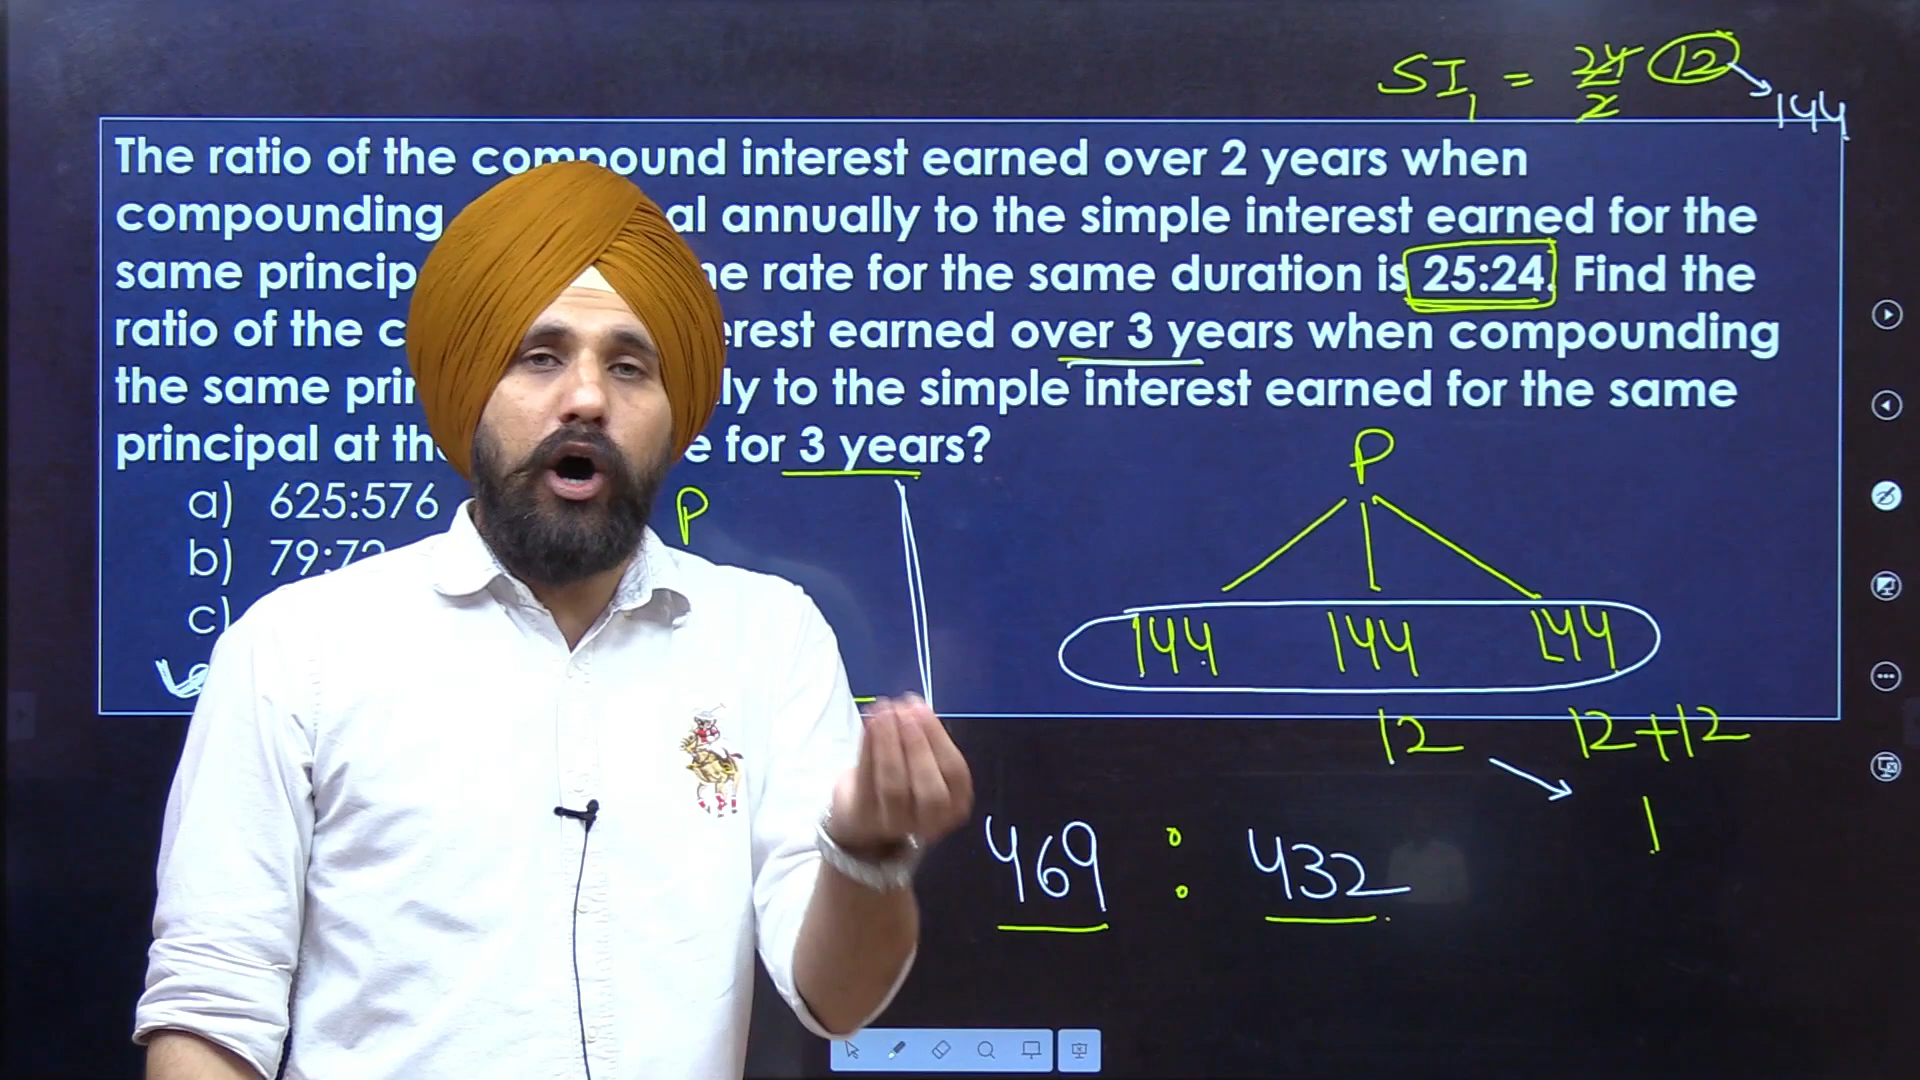 SI₁ = 24/2 12
144
The ratio of the compound interest earned over 2 years when
compounding al annually to the simple interest earned for the
same princip ne rate for the same duration is 25:24. Find the
ratio of the c erest earned over 3 years when compounding
the same prin ly to the simple interest earned for the same
principal at th e for 3 years?
a) 625:576
b) 79:72
c)
P
P
144 144 144
12 12+12
1
469 : 432